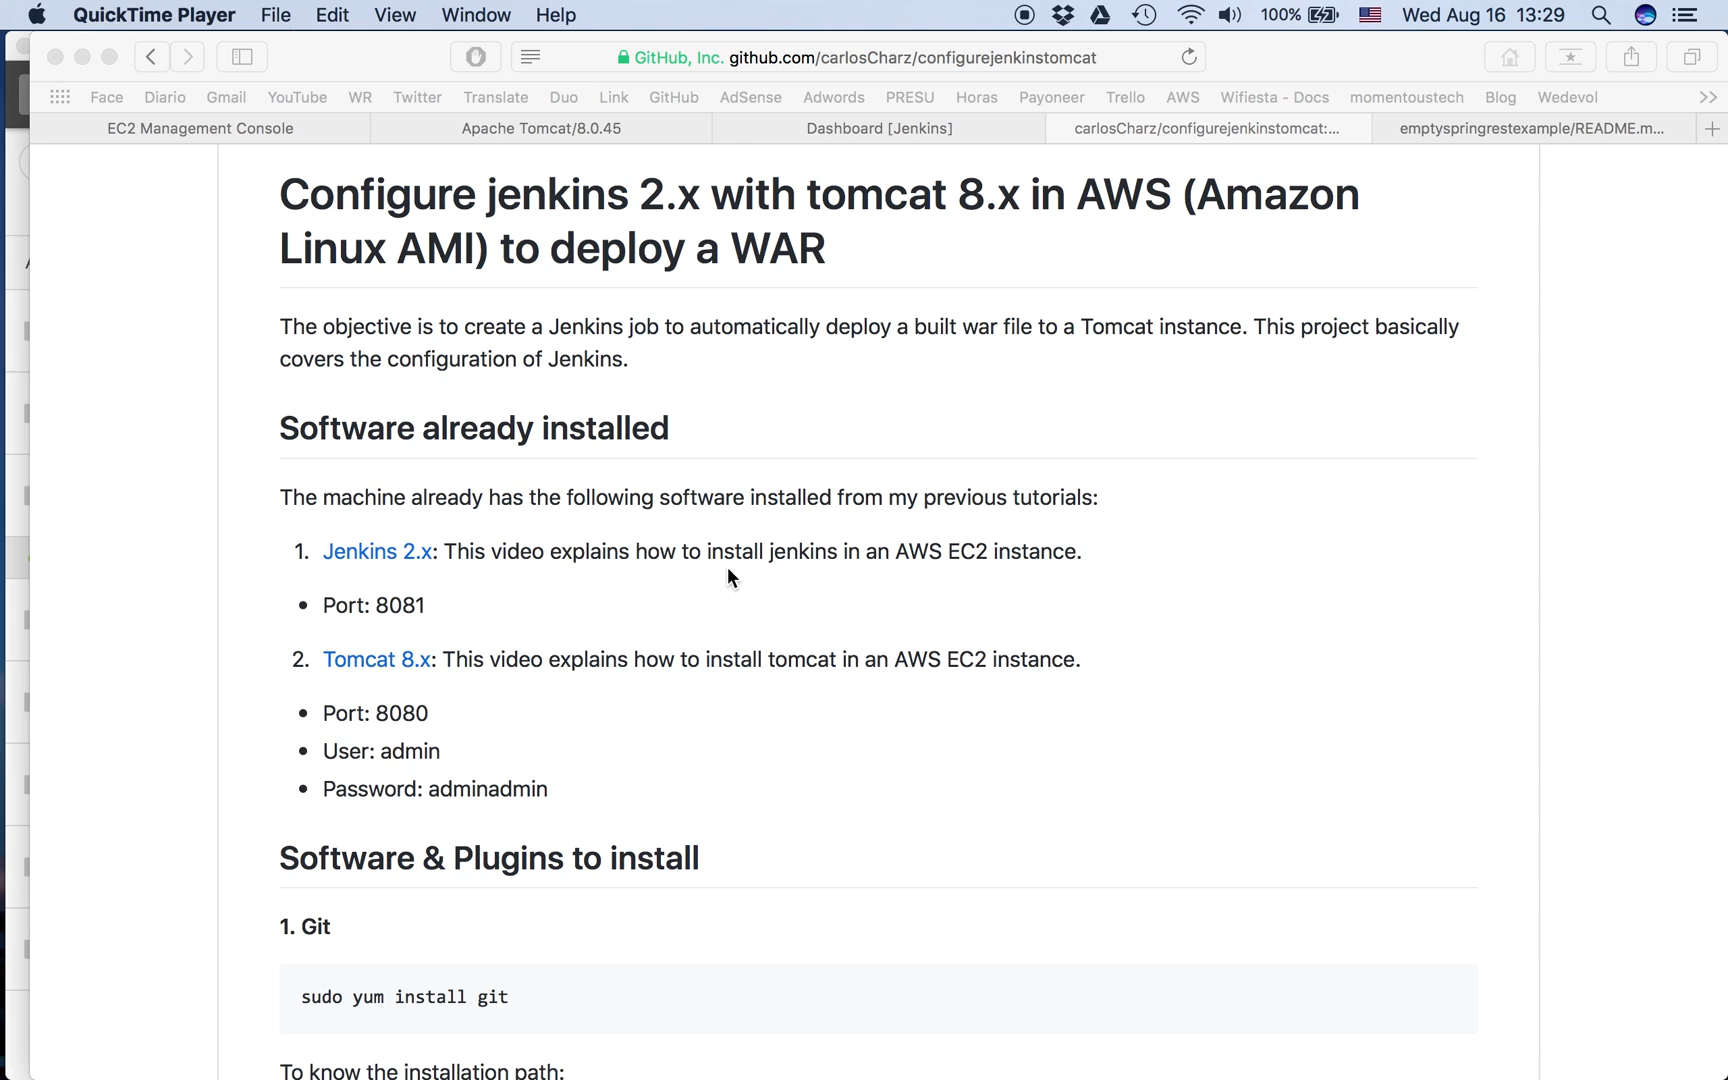 QuickTime Player File Edit View Window Help 100% Wed Aug 16 13:29
GitHub, Inc. github.com/carlosCharz/configurejenkinstomcat
Face Diario Gmail YouTube WR Twitter Translate Duo Link GitHub AdSense Adwords PRESU Horas Payoneer Trello AWS Wifiesta - Docs momentoustech Blog Wedevol >>
EC2 Management Console Apache Tomcat/8.0.45 Dashboard [Jenkins] carlosCharz/configurejenkinstomcat:... emptyspringrestexample/README.m... +
Configure jenkins 2.x with tomcat 8.x in AWS (Amazon
Linux AMI) to deploy a WAR
The objective is to create a Jenkins job to automatically deploy a built war file to a Tomcat instance. This project basically
covers the configuration of Jenkins.
Software already installed
The machine already has the following software installed from my previous tutorials:
1. Jenkins 2.x: This video explains how to install jenkins in an AWS EC2 instance.
• Port: 8081
2. Tomcat 8.x: This video explains how to install tomcat in an AWS EC2 instance.
• Port: 8080
• User: admin
• Password: adminadmin
Software & Plugins to install
1. Git
sudo yum install git
To know the installation path: